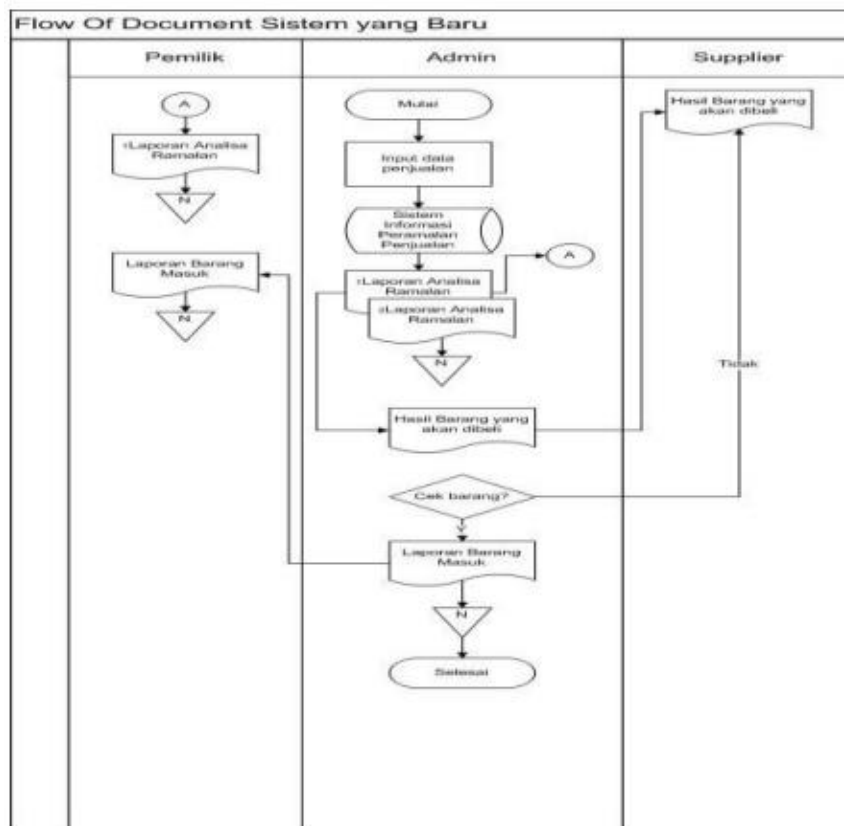 Flow Of Document Sistem yang Baru
Pemilik
Admin
Supplier
A
1Laporan Analisa
Ramalan
N
Laporan Barang
Masuk
N
Mulai
Input data
penjualan
Sistem
Informasi
Peramalan
Penjualan
A
1Laporan Analisa
Ramalan
2Laporan Analisa
Ramalan
N
Hasil Barang yang
akan dibeli
Cek barang?
Y
Laporan Barang
Masuk
N
Selesai
Hasil Barang yang
akan dibeli
Tidak